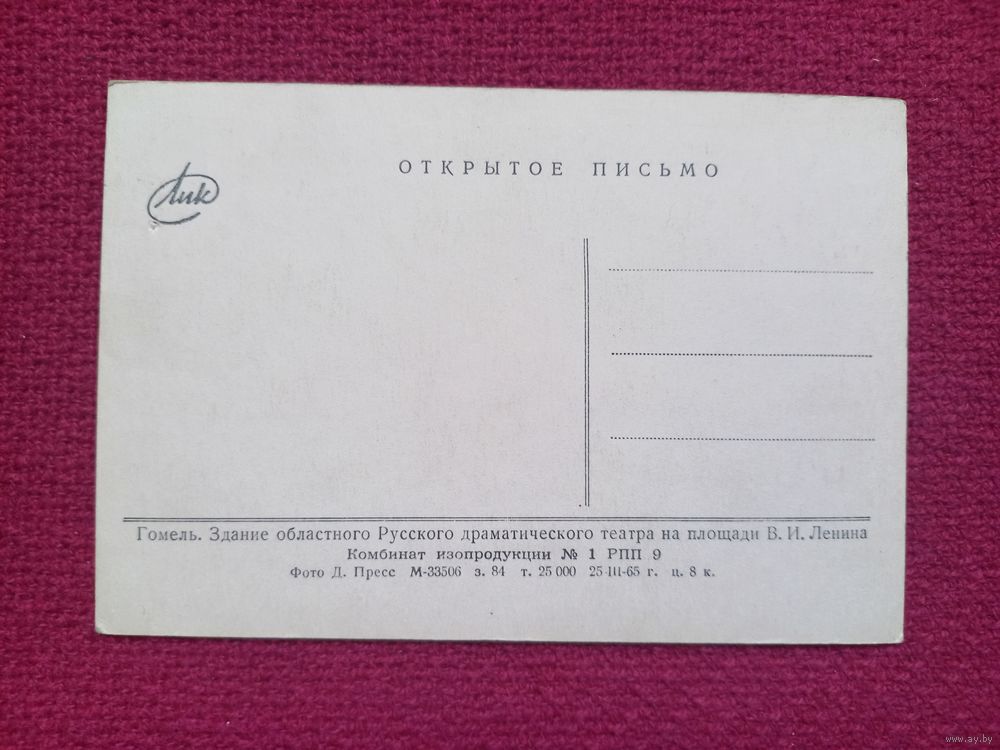 ОТКРЫТОЕ ПИСЬМО
Лик
Гомель. Здание областного Русского драматического театра на площади В. И. Ленина
Комбинат изопродукции № 1 РПП 9
Фото Д. Пресс М-33506 з. 84 т. 25 000 25-III-65 г. ц. 8 к.
www.ay.by